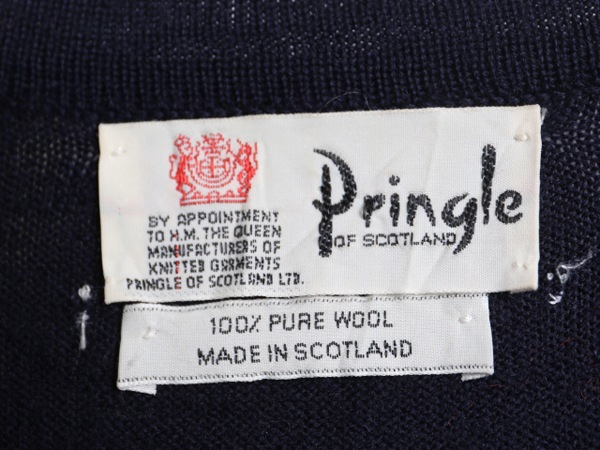 BY APPOINTMENT
TO H.M. THE QUEEN
MANUFACTURERS OF
KNITTED GARMENTS
PRINGLE OF SCOTLAND LTD.
Pringle
OF SCOTLAND
100% PURE WOOL
MADE IN SCOTLAND